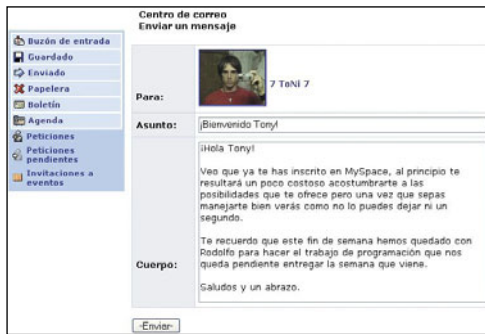 Centro de correo
Enviar un mensaje
Buzón de entrada
Guardado
Enviado
Papelera
Boletín
Agenda
Peticiones
Peticiones
pendientes
Invitaciones a
eventos
Para:
7 ToNi 7
Asunto:
¡Bienvenido Tony!
Cuerpo:
¡Hola Tony!
Veo que ya te has inscrito en MySpace, al principio te
resultará un poco costoso acostumbrarte a las
posibilidades que te ofrece pero una vez que sepas
manejarte bien verás como no lo puedes dejar ni un
segundo.
Te recuerdo que este fin de semana hemos quedado con
Rodolfo para hacer el trabajo de programación que nos
queda pendiente entregar la semana que viene.
Saludos y un abrazo.
-Enviar-